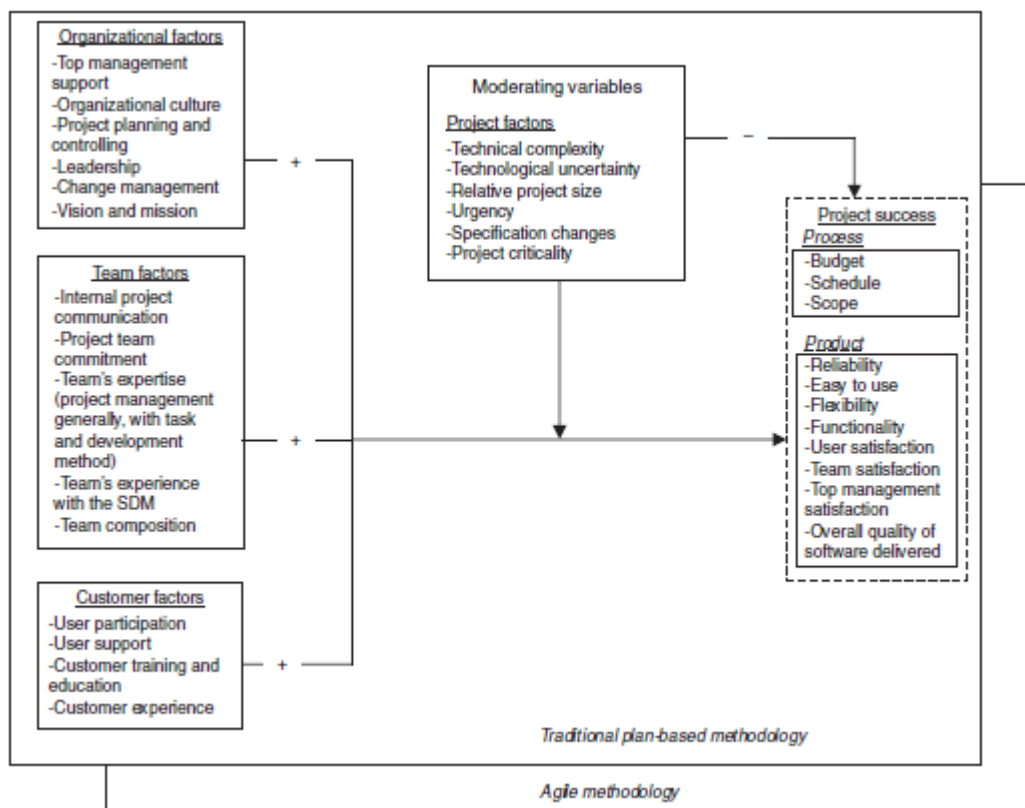 Organizational factors
-Top management
support
-Organizational culture
-Project planning and
controlling
-Leadership
-Change management
-Vision and mission
+
Team factors
-Internal project
communication
-Project team
commitment
-Team's expertise
(project management
generally, with task
and development
method)
-Team's experience
with the SDM
-Team composition
+
Customer factors
-User participation
-User support
-Customer training and
education
-Customer experience
+
Moderating variables
Project factors
-Technical complexity
-Technological uncertainty
-Relative project size
-Urgency
-Specification changes
-Project criticality
–
Project success
Process
-Budget
-Schedule
-Scope
Product
-Reliability
-Easy to use
-Flexibility
-Functionality
-User satisfaction
-Team satisfaction
-Top management
satisfaction
-Overall quality of
software delivered
Traditional plan-based methodology
Agile methodology